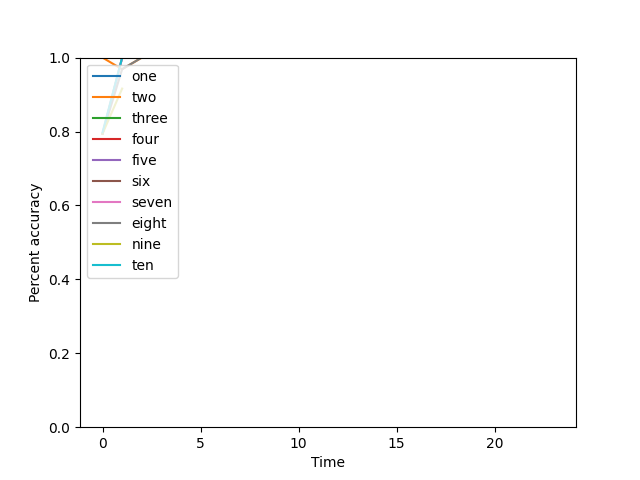 1.0
0.8
0.6
0.4
0.2
0.0
Percent accuracy
one
two
three
four
five
six
seven
eight
nine
ten
0 5 10 15 20
Time